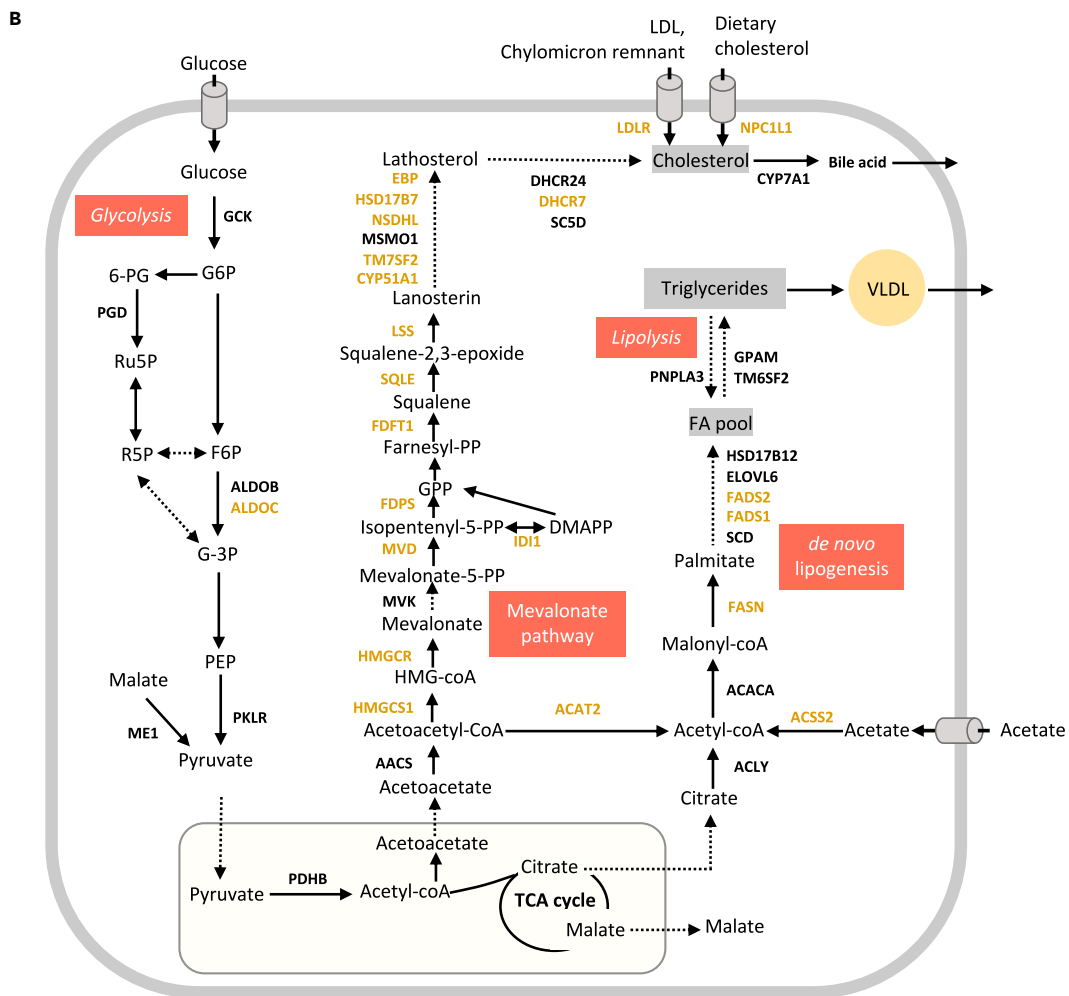 B
Glucose
LDL,
Chylomicron remnant
Dietary
cholesterol
LDLR
NPC1L1
Glucose
Glycolysis
GCK
6-PG
G6P
PGD
Ru5P
R5P
F6P
ALDOB
ALDOC
G-3P
PEP
Malate
ME1
PKLR
Pyruvate
Lathosterol
EBP
HSD17B7
NSDHL
MSMO1
TM7SF2
CYP51A1
Lanosterin
LSS
Squalene-2,3-epoxide
SQLE
Squalene
FDFT1
Farnesyl-PP
GPP
FDPS
Isopentenyl-5-PP
IDI1
DMAPP
MVD
Mevalonate-5-PP
MVK
Mevalonate
Mevalonate
pathway
HMGCR
HMG-coA
HMGCS1
Acetoacetyl-CoA
ACAT2
AACS
Acetoacetate
DHCR24
DHCR7
SC5D
Cholesterol
CYP7A1
Bile acid
Triglycerides
VLDL
Lipolysis
PNPLA3
GPAM
TM6SF2
FA pool
HSD17B12
ELOVL6
FADS2
FADS1
SCD
de novo
lipogenesis
Palmitate
FASN
Malonyl-coA
ACACA
Acetyl-coA
ACSS2
Acetate
Acetate
ACLY
Citrate
Acetoacetate
Pyruvate
PDHB
Acetyl-coA
Citrate
TCA cycle
Malate
Malate